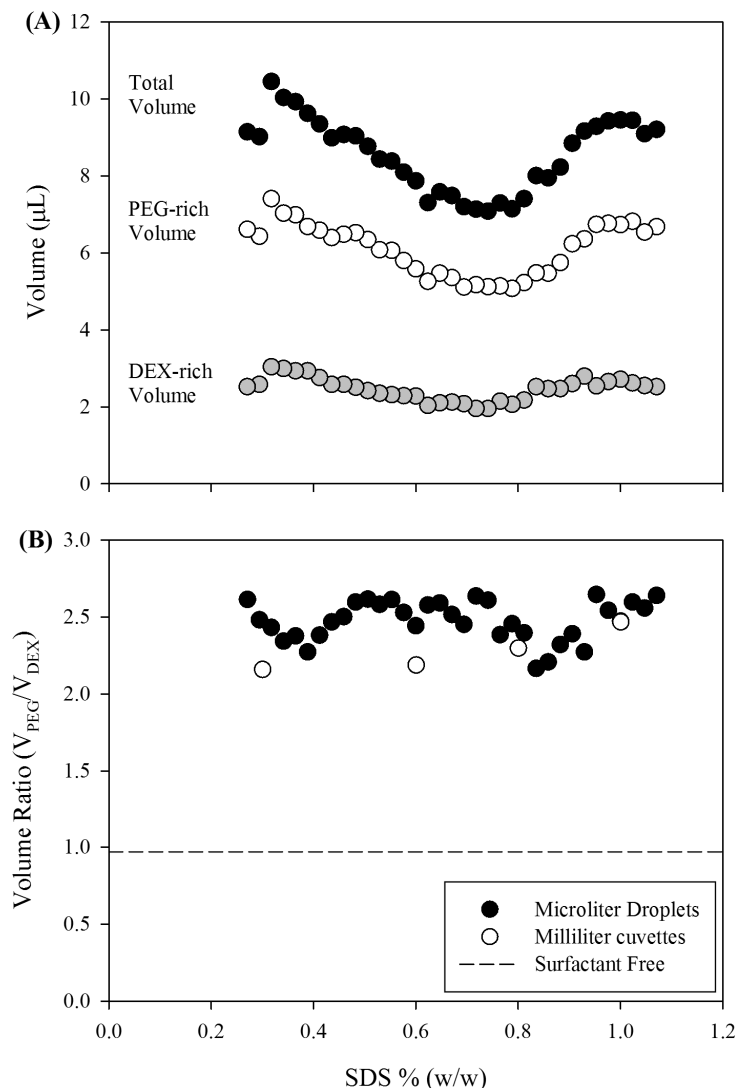 (A)
12
10
8
6
4
2
0
Volume (µL)
Total
Volume
PEG-rich
Volume
DEX-rich
Volume
(B)
3.0
2.5
2.0
1.5
1.0
0.5
0.0
Volume Ratio (VPEG/VDEX)
Microliter Droplets
Milliliter cuvettes
Surfactant Free
0.0 0.2 0.4 0.6 0.8 1.0 1.2
SDS % (w/w)